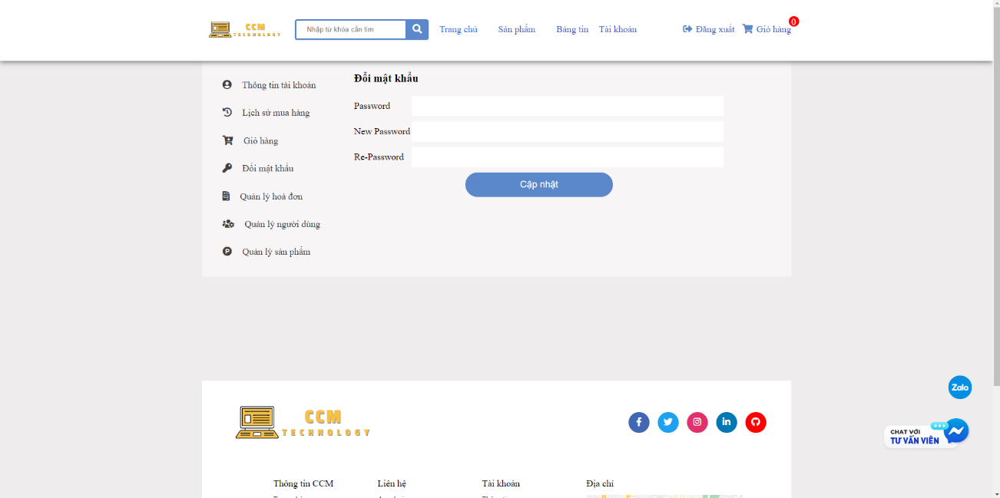 CCM
TECHNOLOGY
Nhập từ khóa cần tìm
Trang chủ
Sản phẩm
Bảng tin
Tài khoản
Đăng xuất
Giỏ hàng
0
Thông tin tài khoản
Lịch sử mua hàng
Giỏ hàng
Đổi mật khẩu
Quản lý hoá đơn
Quản lý người dùng
Quản lý sản phẩm
Đổi mật khẩu
Password
New Password
Re-Password
Cập nhật
Zalo
CHAT VỚI
TƯ VẤN VIÊN
CCM
TECHNOLOGY
Thông tin CCM
Liên hệ
Tài khoản
Địa chỉ